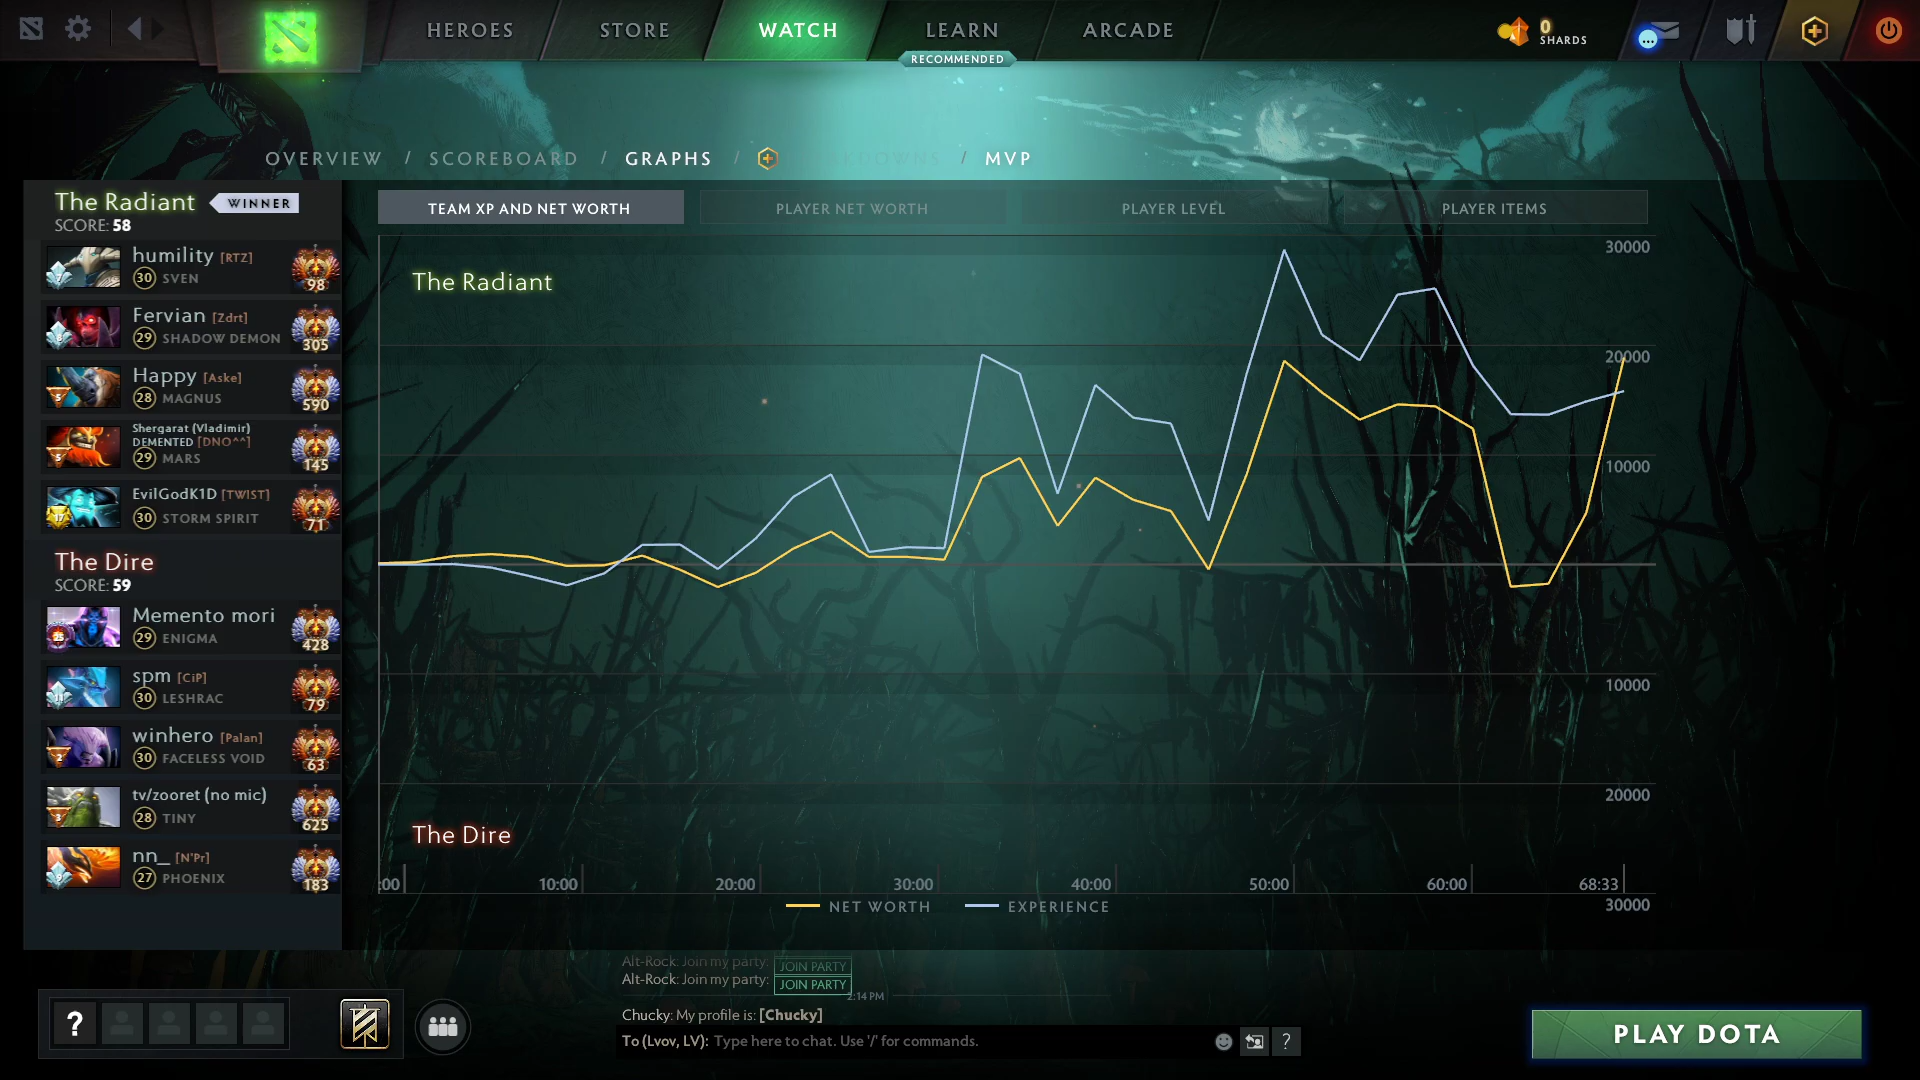 HEROES
STORE
WATCH
LEARN
RECOMMENDED
ARCADE
0
SHARDS
OVERVIEW / SCOREBOARD / GRAPHS / / MVP
The Radiant WINNER
SCORE: 58
humility [RTZ]
30 SVEN
98
Fervian [Zdrt]
29 SHADOW DEMON
305
Happy [Aske]
5 28 MAGNUS
590
Shergarat (Vladimir)
DEMENTED [DNO^^]
5 29 MARS
145
EvilGodK1D [TWIST]
17 30 STORM SPIRIT
71
The Dire
SCORE: 59
Memento mori
25 29 ENIGMA
428
spm [CiP]
30 LESHRAC
79
winhero [Palan]
2 30 FACELESS VOID
63
tv/zooret (no mic)
3 28 TINY
625
nn_ [N'Pr]
27 PHOENIX
183
TEAM XP AND NET WORTH
PLAYER NET WORTH
PLAYER LEVEL
PLAYER ITEMS
The Radiant
30000
20000
10000
10000
20000
30000
The Dire
:00 10:00 20:00 30:00 40:00 50:00 60:00 68:33
NET WORTH EXPERIENCE
Alt-Rock: Join my party: JOIN PARTY
Alt-Rock: Join my party: JOIN PARTY
2:14 PM
Chucky: My profile is: [Chucky]
To (Lvov, LV): Type here to chat. Use '/' for commands.
?
?
PLAY DOTA